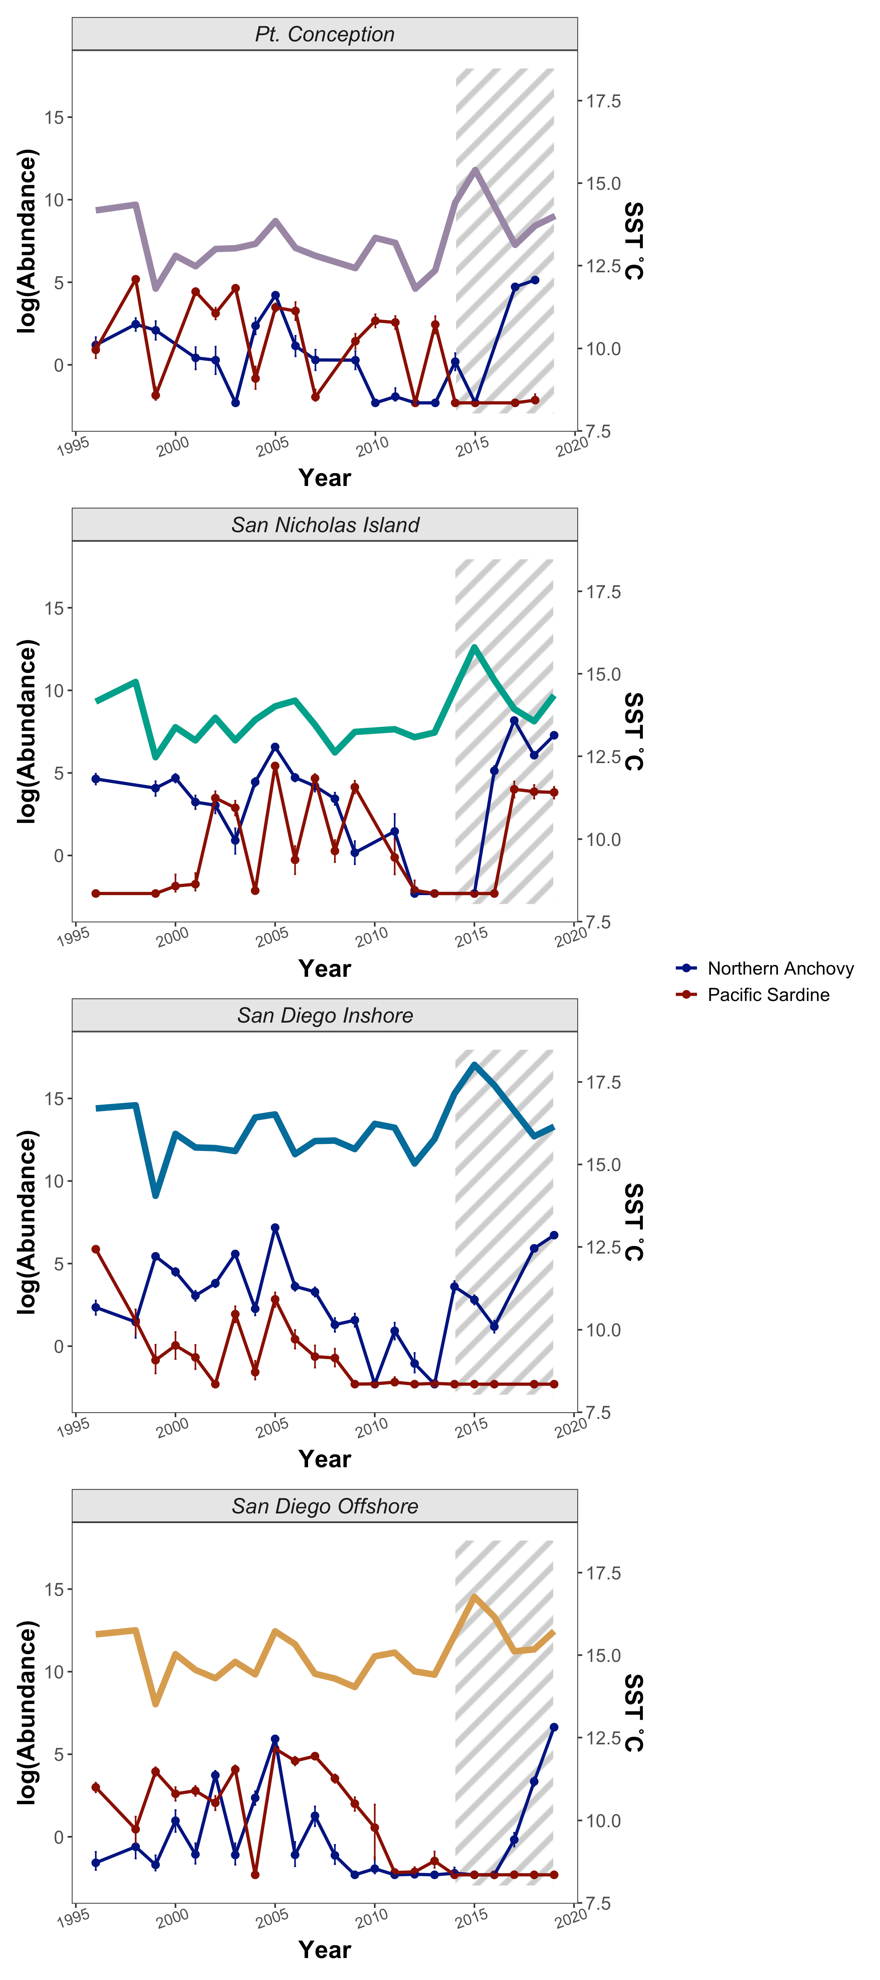 Pt. Conception
15
10
5
0
log(Abundance)
17.5
15.0
12.5
10.0
7.5
SST °C
1995 2000 2005 2010 2015 2020
Year
San Nicholas Island
15
10
5
0
log(Abundance)
17.5
15.0
12.5
10.0
7.5
SST °C
1995 2000 2005 2010 2015 2020
Year
Northern Anchovy
Pacific Sardine
San Diego Inshore
15
10
5
0
log(Abundance)
17.5
15.0
12.5
10.0
7.5
SST °C
1995 2000 2005 2010 2015 2020
Year
San Diego Offshore
15
10
5
0
log(Abundance)
17.5
15.0
12.5
10.0
7.5
SST °C
1995 2000 2005 2010 2015 2020
Year